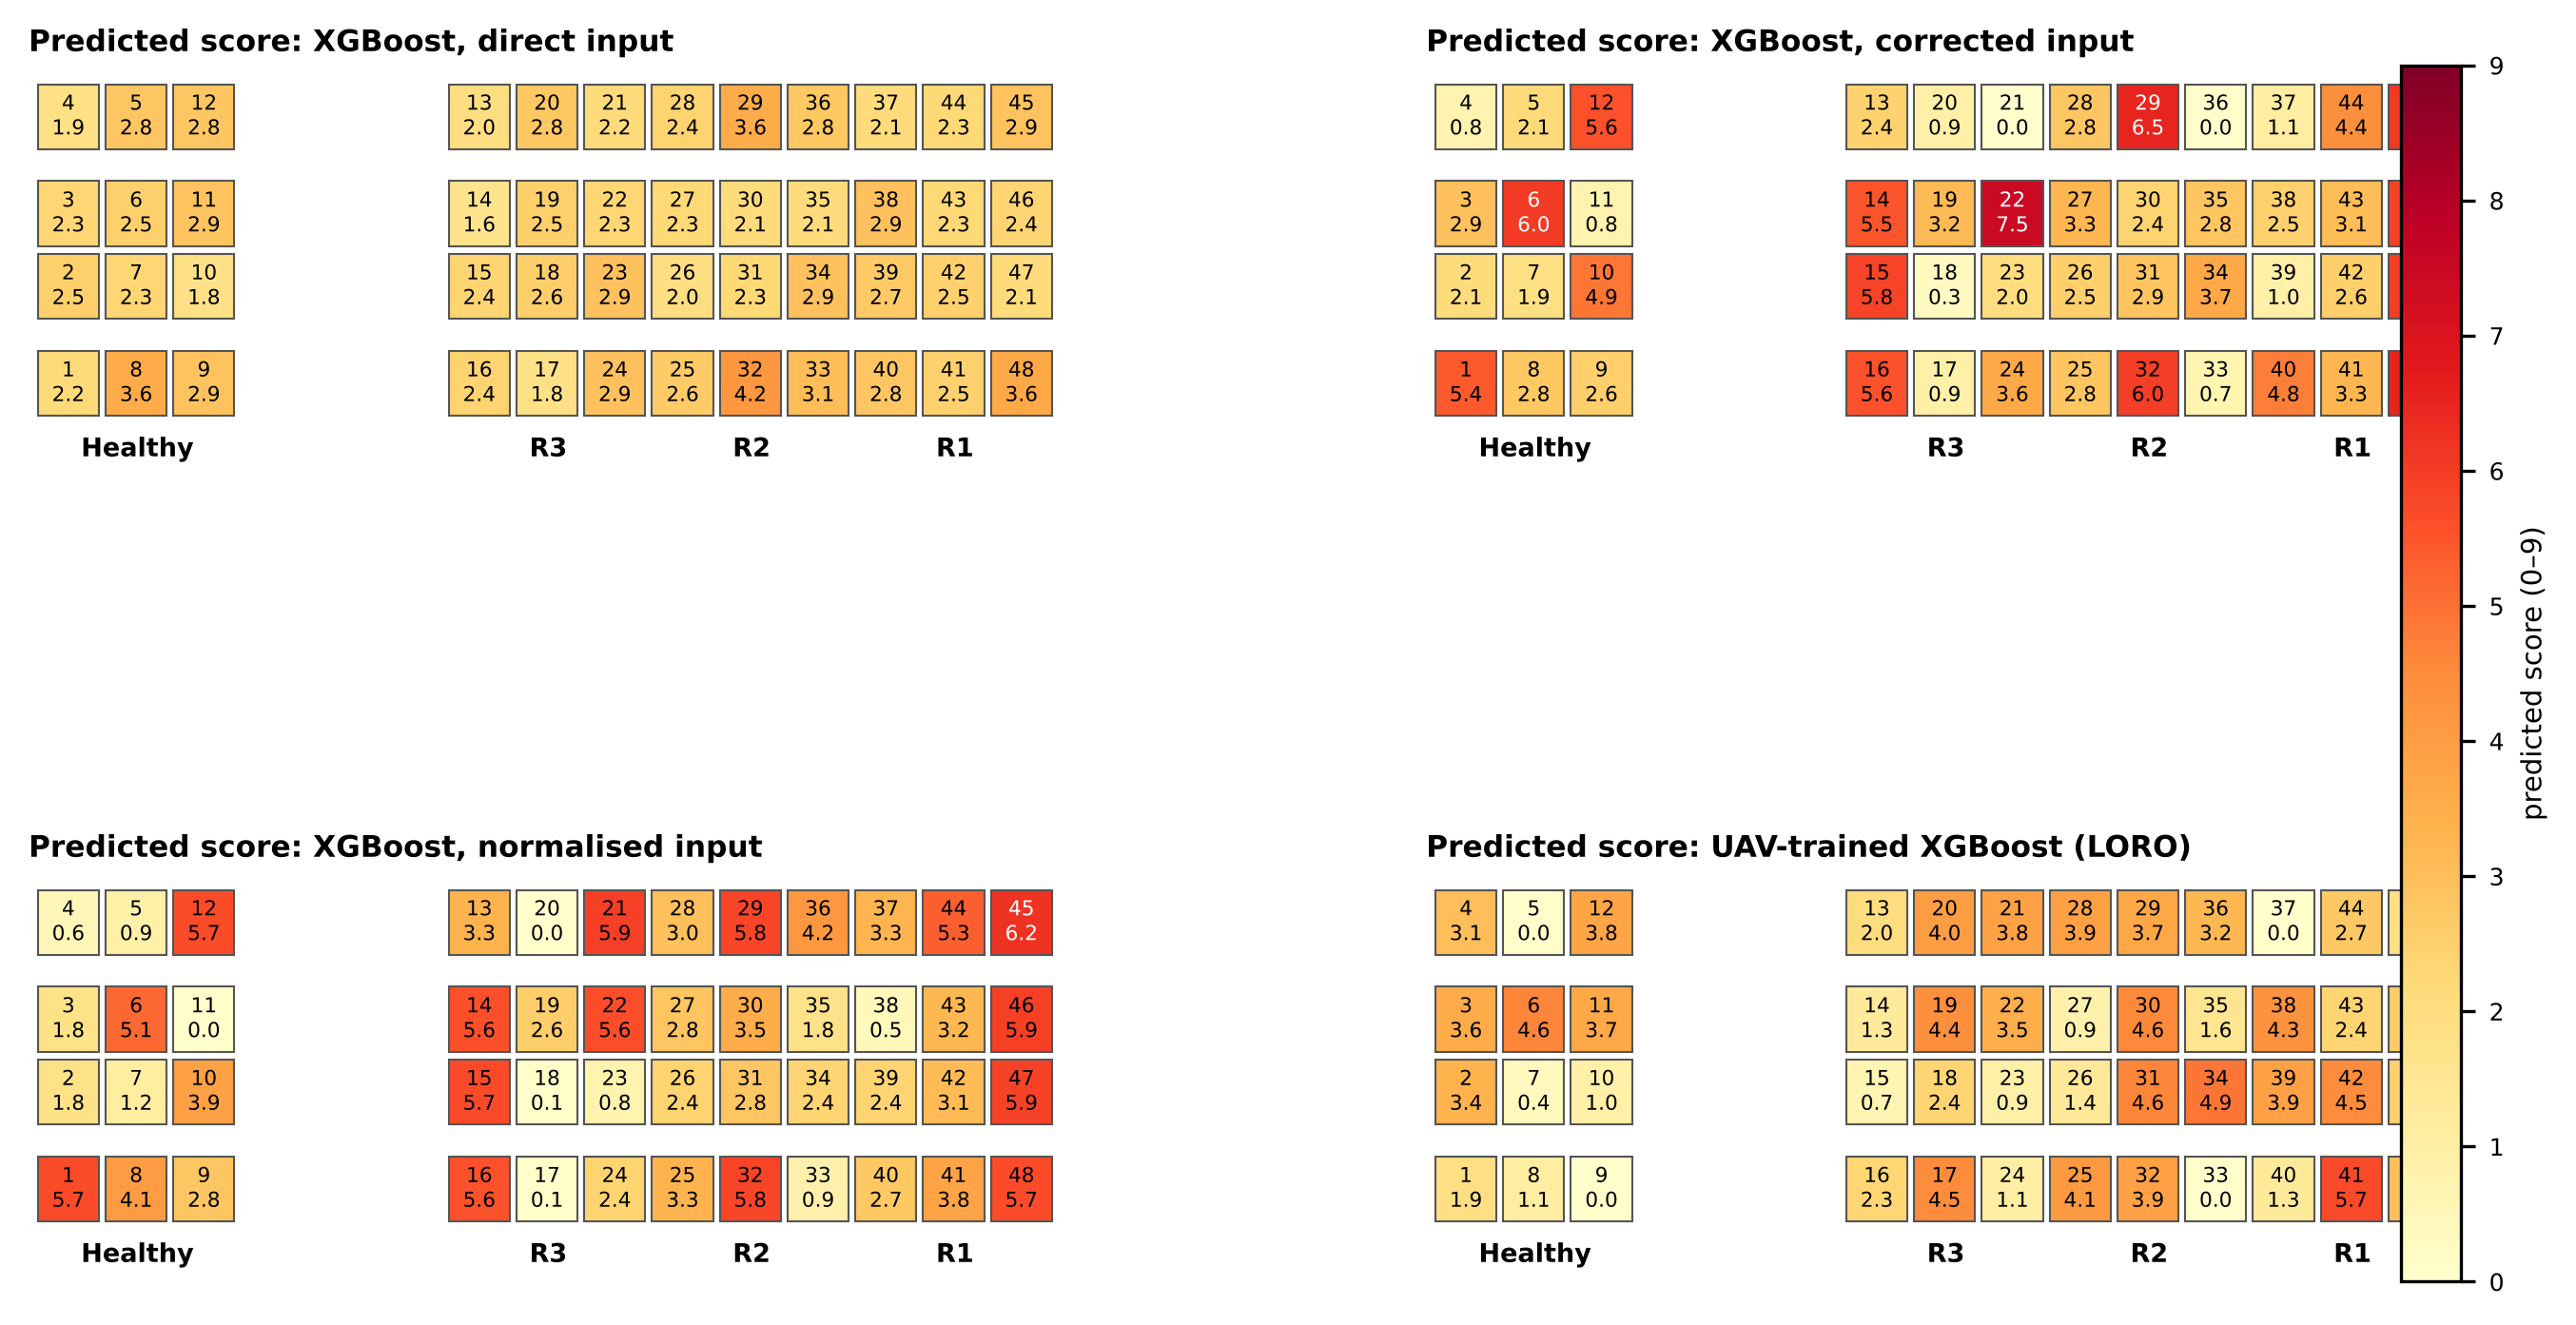 Predicted score: XGBoost, direct input
4 5 12 13 20 21 28 29 36 37 44 45
1.9 2.8 2.8 2.0 2.8 2.2 2.4 3.6 2.8 2.1 2.3 2.9
3 6 11 14 19 22 27 30 35 38 43 46
2.3 2.5 2.9 1.6 2.5 2.3 2.3 2.1 2.1 2.9 2.3 2.4
2 7 10 15 18 23 26 31 34 39 42 47
2.5 2.3 1.8 2.4 2.6 2.9 2.0 2.3 2.9 2.7 2.5 2.1
1 8 9 16 17 24 25 32 33 40 41 48
2.2 3.6 2.9 2.4 1.8 2.9 2.6 4.2 3.1 2.8 2.5 3.6
Healthy R3 R2 R1
Predicted score: XGBoost, corrected input
4 5 12 13 20 21 28 29 36 37 44
0.8 2.1 5.6 2.4 0.9 0.0 2.8 6.5 0.0 1.1 4.4
3 6 11 14 19 22 27 30 35 38 43
2.9 6.0 0.8 5.5 3.2 7.5 3.3 2.4 2.8 2.5 3.1
2 7 10 15 18 23 26 31 34 39 42
2.1 1.9 4.9 5.8 0.3 2.0 2.5 2.9 3.7 1.0 2.6
1 8 9 16 17 24 25 32 33 40 41
5.4 2.8 2.6 5.6 0.9 3.6 2.8 6.0 0.7 4.8 3.3
Healthy R3 R2 R1
Predicted score: XGBoost, normalised input
4 5 12 13 20 21 28 29 36 37 44 45
0.6 0.9 5.7 3.3 0.0 5.9 3.0 5.8 4.2 3.3 5.3 6.2
3 6 11 14 19 22 27 30 35 38 43 46
1.8 5.1 0.0 5.6 2.6 5.6 2.8 3.5 1.8 0.5 3.2 5.9
2 7 10 15 18 23 26 31 34 39 42 47
1.8 1.2 3.9 5.7 0.1 0.8 2.4 2.8 2.4 2.4 3.1 5.9
1 8 9 16 17 24 25 32 33 40 41 48
5.7 4.1 2.8 5.6 0.1 2.4 3.3 5.8 0.9 2.7 3.8 5.7
Healthy R3 R2 R1
Predicted score: UAV-trained XGBoost (LORO)
4 5 12 13 20 21 28 29 36 37 44
3.1 0.0 3.8 2.0 4.0 3.8 3.9 3.7 3.2 0.0 2.7
3 6 11 14 19 22 27 30 35 38 43
3.6 4.6 3.7 1.3 4.4 3.5 0.9 4.6 1.6 4.3 2.4
2 7 10 15 18 23 26 31 34 39 42
3.4 0.4 1.0 0.7 2.4 0.9 1.4 4.6 4.9 3.9 4.5
1 8 9 16 17 24 25 32 33 40 41
1.9 1.1 0.0 2.3 4.5 1.1 4.1 3.9 0.0 1.3 5.7
Healthy R3 R2 R1
9
8
7
6
5
4
3
2
1
0
predicted score (0–9)